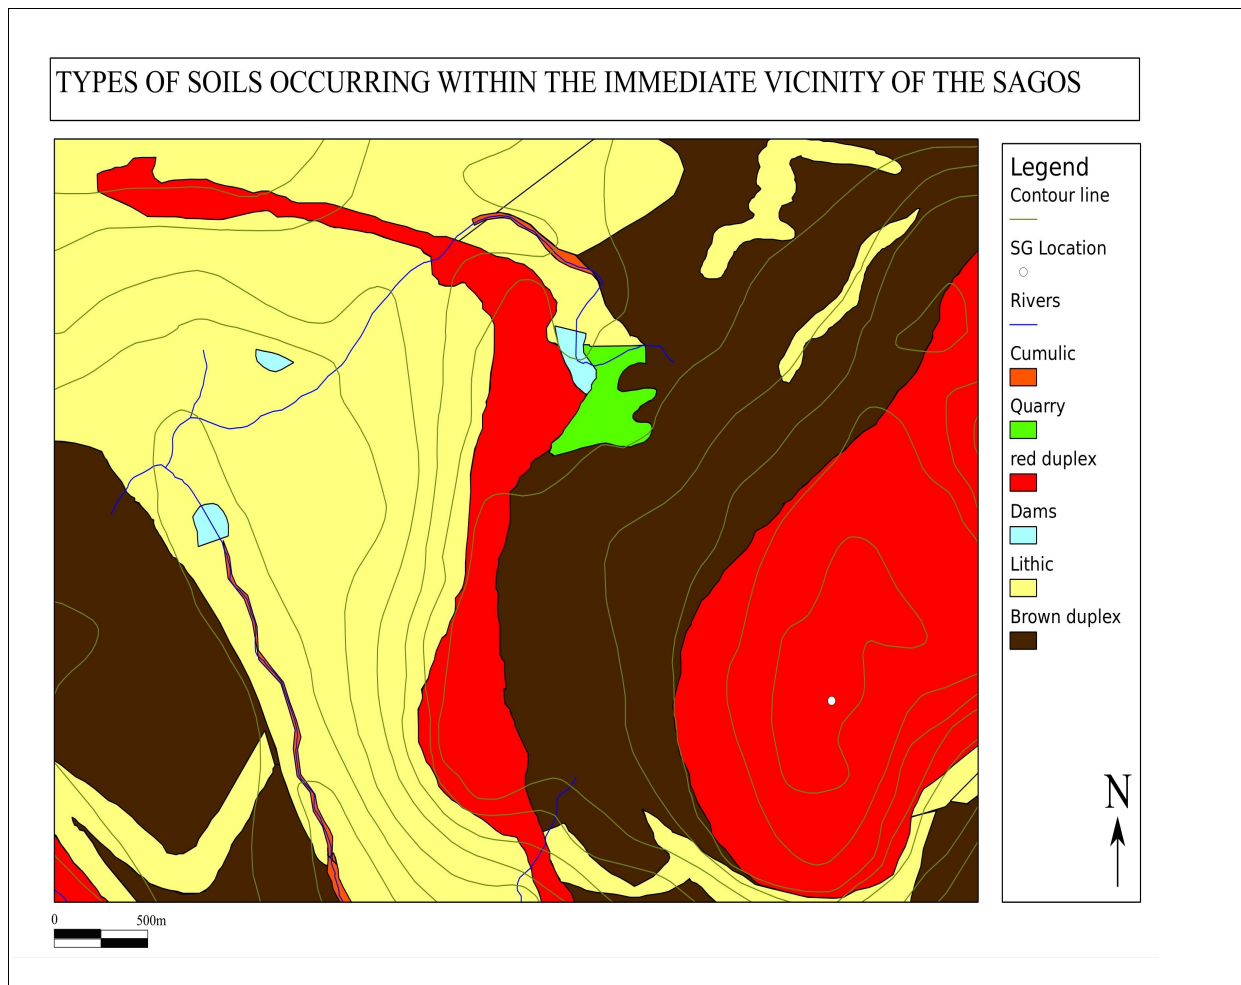 TYPES OF SOILS OCCURRING WITHIN THE IMMEDIATE VICINITY OF THE SAGOS
Legend
Contour line
SG Location
Rivers
Cumulic
Quarry
red duplex
Dams
Lithic
Brown duplex
N
0 500m